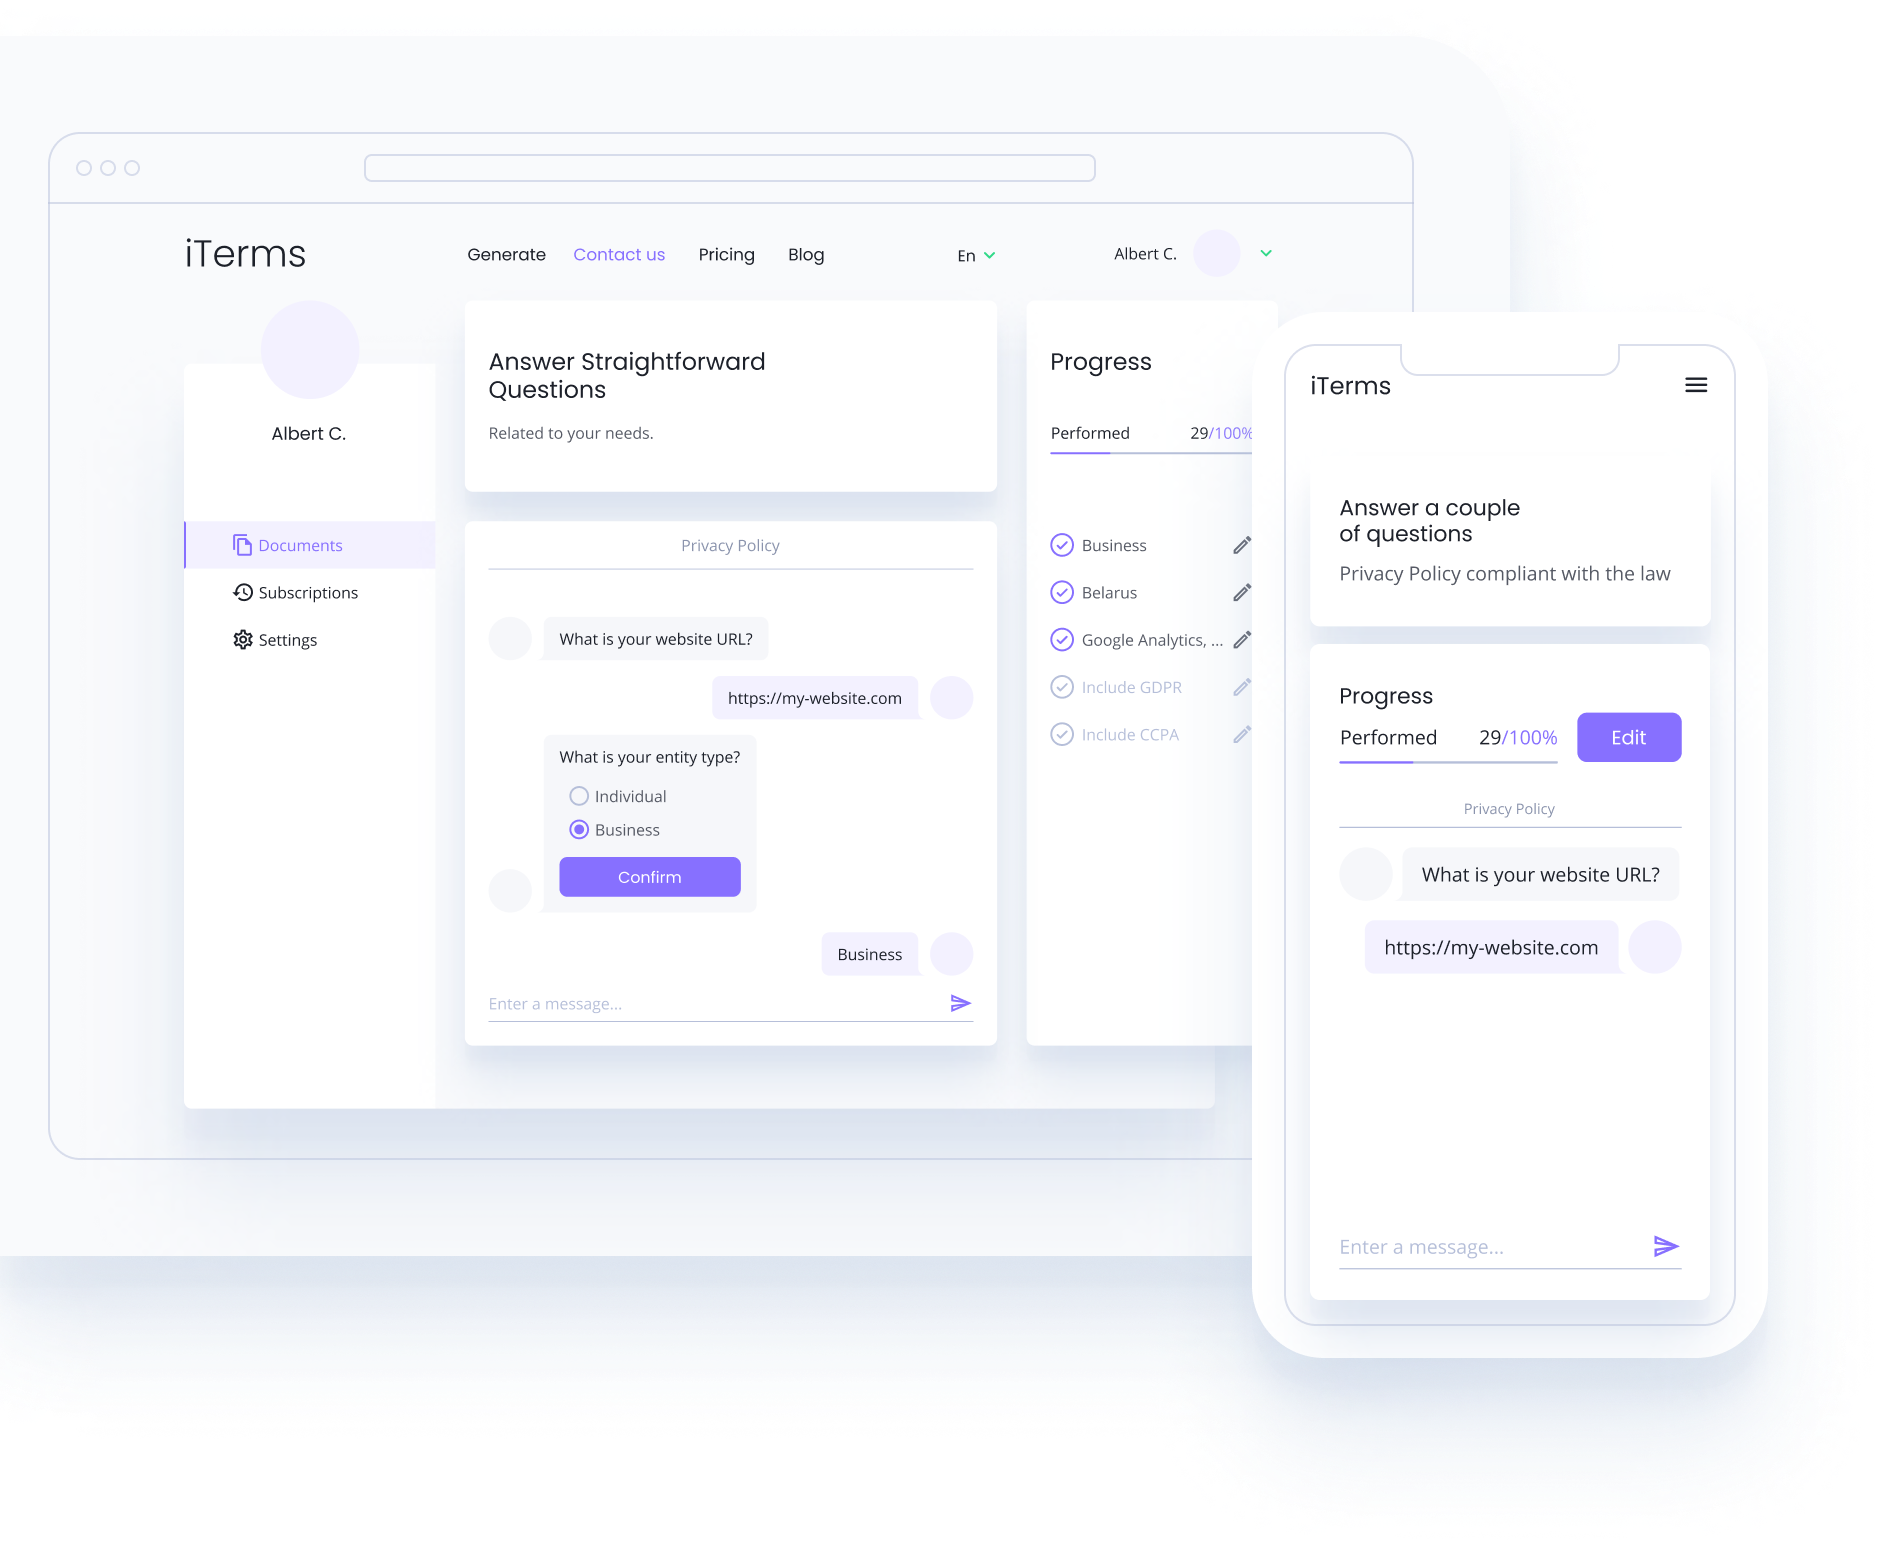 iTerms
Generate
Contact us
Pricing
Blog
En
Albert C.
Albert C.
Documents
Subscriptions
Settings
Answer Straightforward
Questions
Related to your needs.
Privacy Policy
What is your website URL?
https://my-website.com
What is your entity type?
Individual
Business
Confirm
Business
Enter a message...
Progress
Performed
29/100%
Business
Belarus
Google Analytics, ...
Include GDPR
Include CCPA
iTerms
Answer a couple
of questions
Privacy Policy compliant with the law
Progress
Performed
29/100%
Edit
Privacy Policy
What is your website URL?
https://my-website.com
Enter a message...